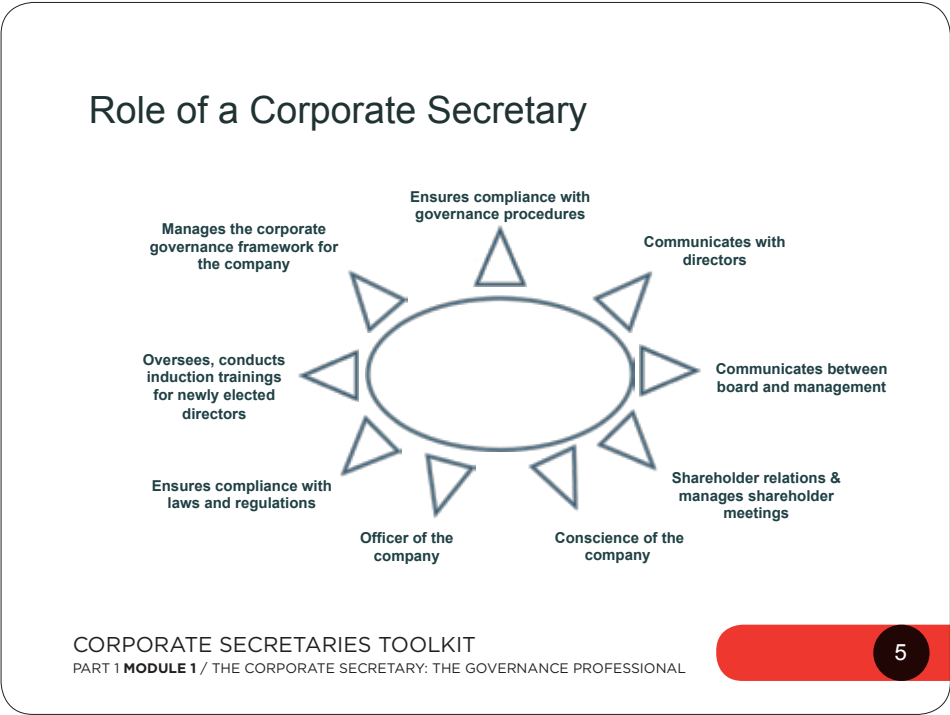 Role of a Corporate Secretary
Ensures compliance with
governance procedures
Manages the corporate
governance framework for
the company
Communicates with
directors
Oversees, conducts
induction trainings
for newly elected
directors
Communicates between
board and management
Ensures compliance with
laws and regulations
Shareholder relations &
manages shareholder
meetings
Officer of the
company
Conscience of the
company
CORPORATE SECRETARIES TOOLKIT
PART 1 MODULE 1 / THE CORPORATE SECRETARY: THE GOVERNANCE PROFESSIONAL
5